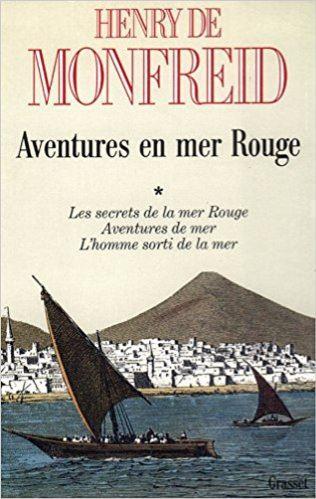 HENRY DE
MONFREID
Aventures en mer Rouge
*
Les secrets de la mer Rouge
Aventures de mer
L'homme sorti de la mer
Grasset